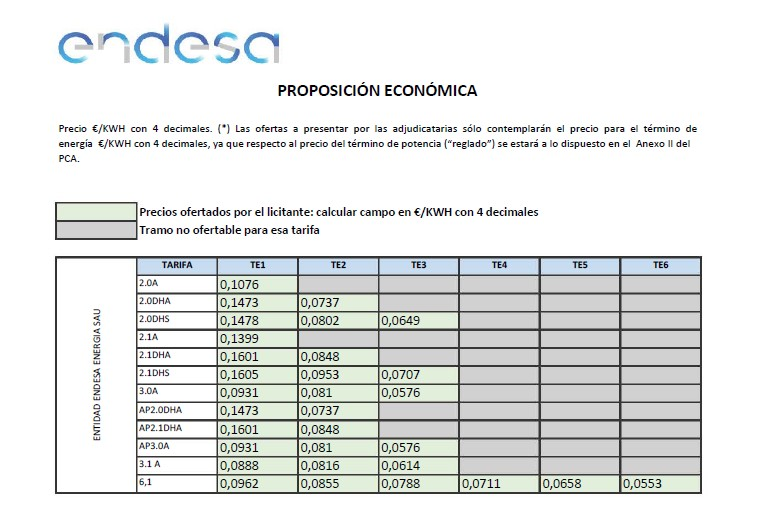 endesa
PROPOSICIÓN ECONÓMICA
Precio €/KWH con 4 decimales. (*) Las ofertas a presentar por las adjudicatarias sólo contemplarán el precio para el término de
energía €/KWH con 4 decimales, ya que respecto al precio del término de potencia (“reglado”) se estará a lo dispuesto en el Anexo II del
PCA.
Precios ofertados por el licitante: calcular campo en €/KWH con 4 decimales
Tramo no ofertable para esa tarifa
ENTIDAD ENDESA ENERGIA SAU
TARIFA TE1 TE2 TE3 TE4 TE5 TE6
2.0A 0,1076
2.0DHA 0,1473 0,0737
2.0DHS 0,1478 0,0802 0,0649
2.1A 0,1399
2.1DHA 0,1601 0,0848
2.1DHS 0,1605 0,0953 0,0707
3.0A 0,0931 0,081 0,0576
AP2.0DHA 0,1473 0,0737
AP2.1DHA 0,1601 0,0848
AP3.0A 0,0931 0,081 0,0576
3.1 A 0,0888 0,0816 0,0614
6,1 0,0962 0,0855 0,0788 0,0711 0,0658 0,0553